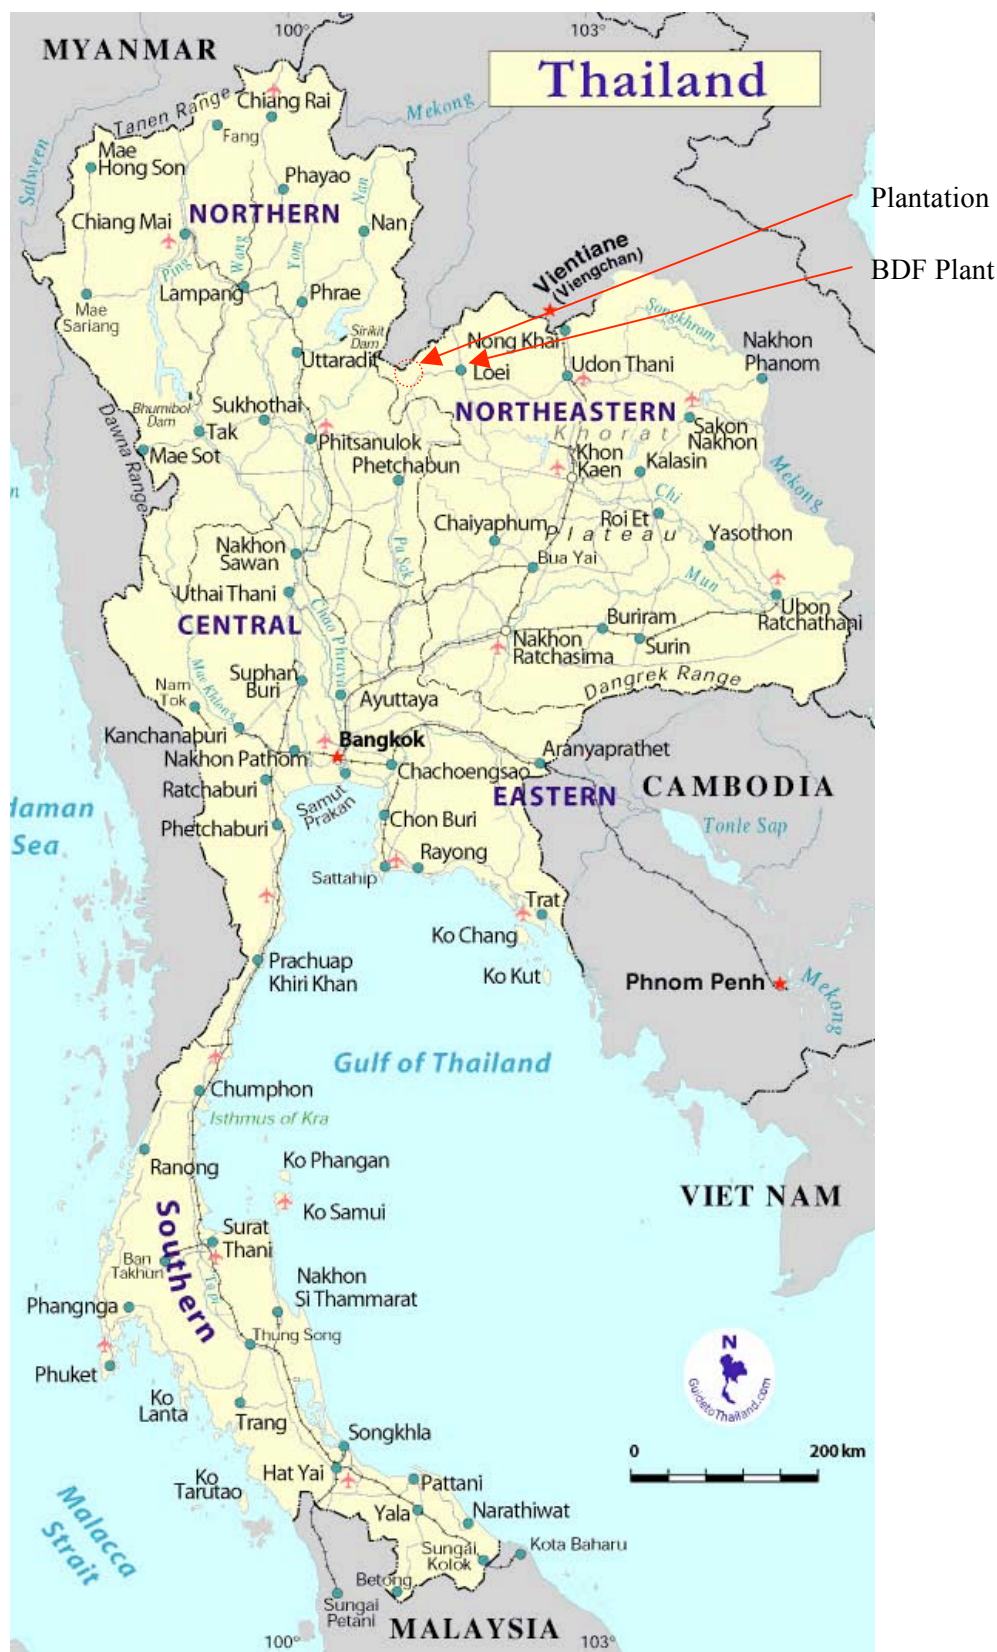 100°
103°
MYANMAR
Thailand
Tanen Range
Chiang Rai
Mekong
Fang
Salween
Mae
Hong Son
Phayao
Nan
Plantation
NORTHERN
Chiang Mai
Nan
Ping
Wang
Yom
Vientiane
(Viengchan)
BDF Plant
Lampang
Phrae
Mae
Sariang
Songkhram
Sirikit
Dam
Nong Khai
Nakhon
Phanom
Uttaradit
Loei
Udon Thani
Bhumibol
Dam
Sukhothai
NORTHEASTERN
Dawna Range
Tak
Phitsanulok
Khorat
Sakon
Nakhon
Mae Sot
Phetchabun
Khon
Kaen
Kalasin
Mekong
n
Chi
Chaiyaphum
Roi Et
Plateau
Yasothon
Nakhon
Sawan
Pa Sak
Bua Yai
Uthai Thani
Mun
Chao Phraya
Ubon
Ratchathani
CENTRAL
Buriram
Nakhon
Ratchasima
Surin
Mae Khlong
Suphan
Buri
Dangrek Range
Nam
Tok
Ayuttaya
Kanchanaburi
Bangkok
Aranyaprathet
Nakhon Pathom
Chachoengsao
Ratchaburi
EASTERN
CAMBODIA
Samut
Prakan
daman
Sea
Phetchaburi
Chon Buri
Tonle Sap
Rayong
Sattahip
Trat
Ko Chang
Prachuap
Khiri Khan
Ko Kut
Phnom Penh
Mekong
Gulf of Thailand
Chumphon
Isthmus of Kra
Ranong
Ko Phangan
VIET NAM
Ko Samui
Southern
Surat
Thani
Ban
Takhun
Tapi
Nakhon
Si Thammarat
Phangnga
Thung Song
N
GuidetoThailand.com
Phuket
Ko
Lanta
Trang
Songkhla
0
200 km
Hat Yai
Ko
Tarutao
Pattani
Malacca
Strait
Yala
Narathiwat
Sungai
Kolok
Kota Baharu
Betong
Sungai
Petani
MALAYSIA
100°
103°